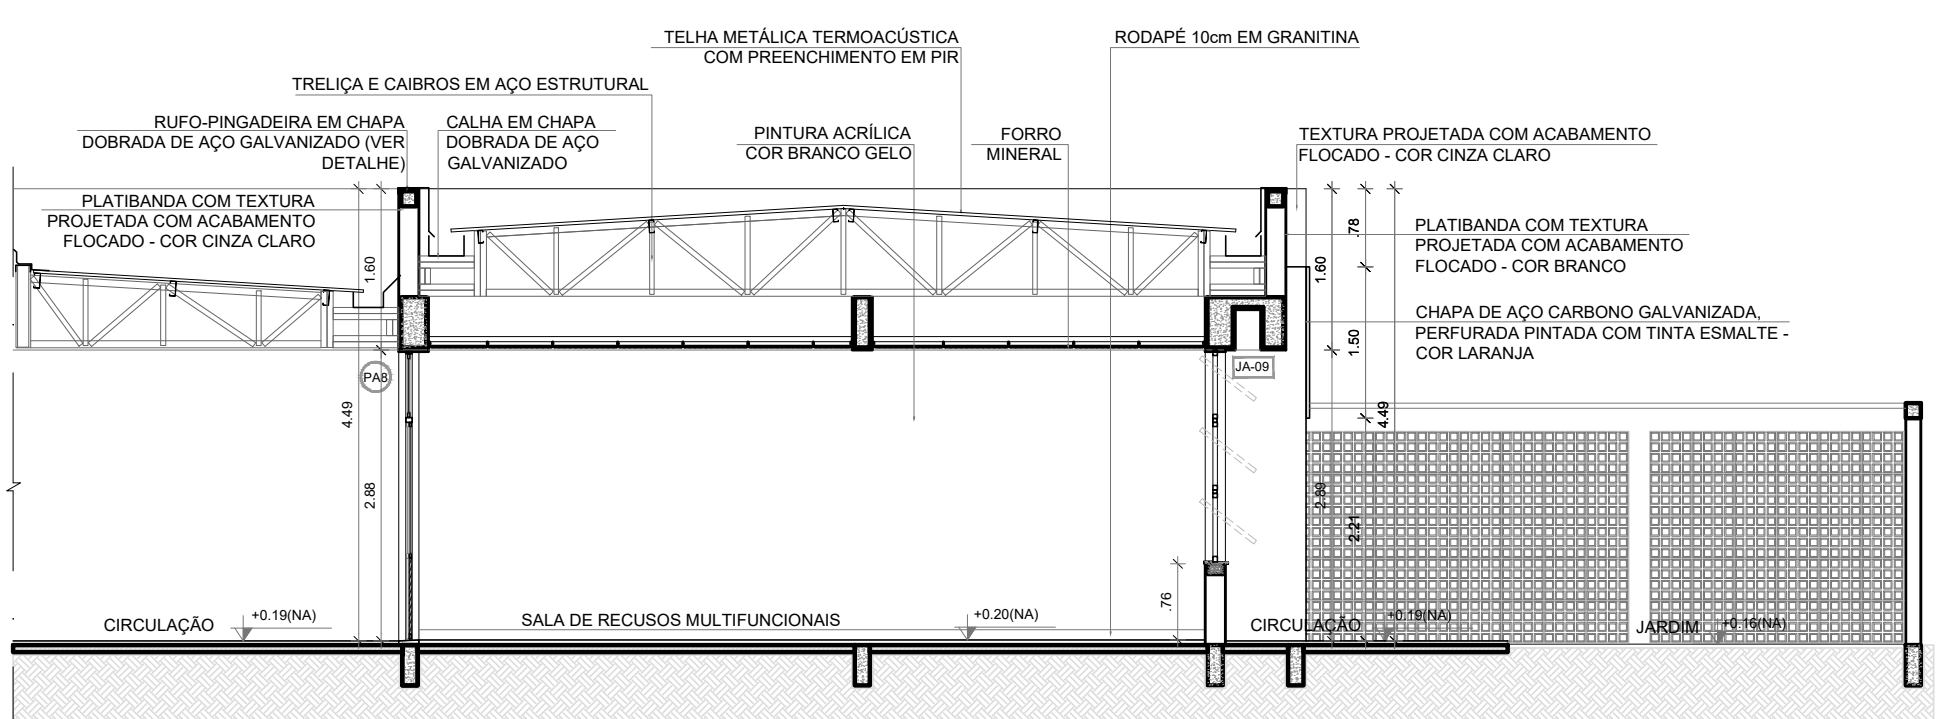 TELHA METÁLICA TERMOACÚSTICA
COM PREENCHIMENTO EM PIR
RODAPÉ 10cm EM GRANITINA
TRELIÇA E CAIBROS EM AÇO ESTRUTURAL
RUFO-PINGADEIRA EM CHAPA
DOBRADA DE AÇO GALVANIZADO (VER
DETALHE)
CALHA EM CHAPA
DOBRADA DE AÇO
GALVANIZADO
PINTURA ACRÍLICA
COR BRANCO GELO
FORRO
MINERAL
TEXTURA PROJETADA COM ACABAMENTO
FLOCADO - COR CINZA CLARO
PLATIBANDA COM TEXTURA
PROJETADA COM ACABAMENTO
FLOCADO - COR CINZA CLARO
PLATIBANDA COM TEXTURA
PROJETADA COM ACABAMENTO
FLOCADO - COR BRANCO
CHAPA DE AÇO CARBONO GALVANIZADA,
PERFURADA PINTADA COM TINTA ESMALTE -
COR LARANJA
1.60
.78
1.60
1.50
PA8
JA-09
4.49
4.49
2.88
2.89
2.21
.76
CIRCULAÇÃO
+0.19(NA)
SALA DE RECUSOS MULTIFUNCIONAIS
+0.20(NA)
CIRCULAÇÃO
+0.19(NA)
JARDIM
+0.16(NA)